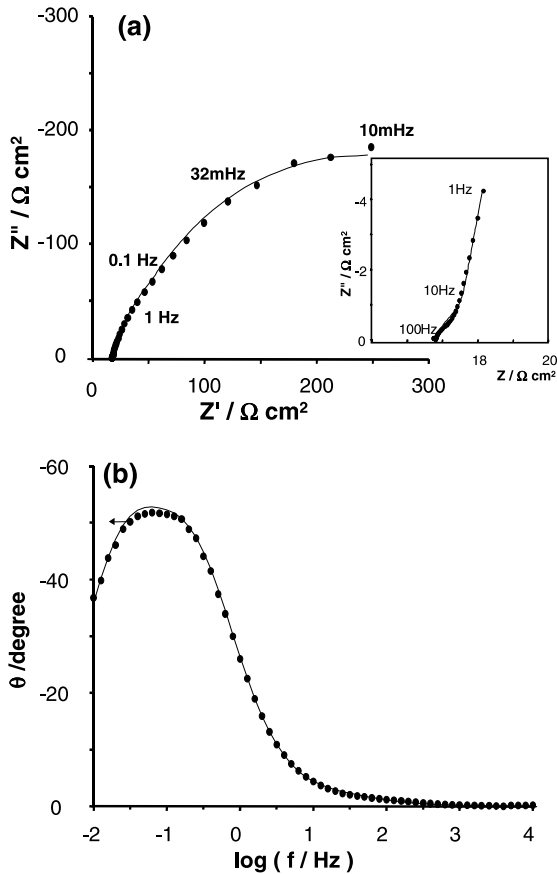 (a)
-300
-200
-100
0
Z" / Ω cm²
10mHz
32mHz
0.1 Hz
1 Hz
0 100 200 300
Z' / Ω cm²
-4
-2
0
Z" / Ω cm²
1Hz
10Hz
100Hz
18 20
Z / Ω cm²
(b)
-60
-40
-20
0
θ /degree
-2 -1 0 1 2 3 4
log ( f / Hz )